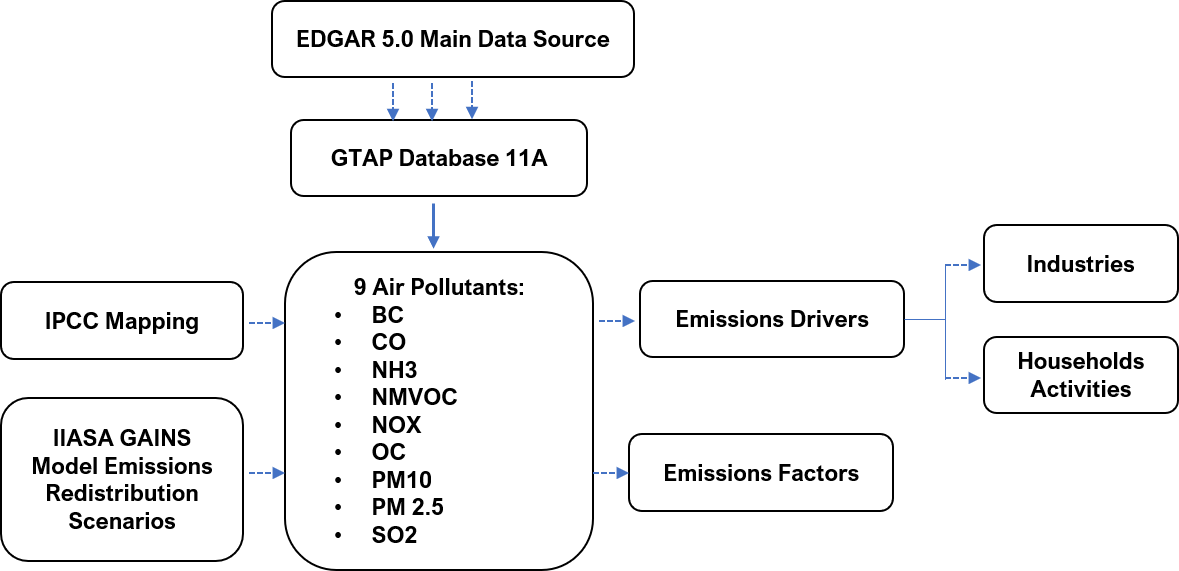 EDGAR 5.0 Main Data Source
GTAP Database 11A
IPCC Mapping
IIASA GAINS
Model Emissions
Redistribution
Scenarios
9 Air Pollutants:
• BC
• CO
• NH3
• NMVOC
• NOX
• OC
• PM10
• PM 2.5
• SO2
Emissions Drivers
Emissions Factors
Industries
Households
Activities